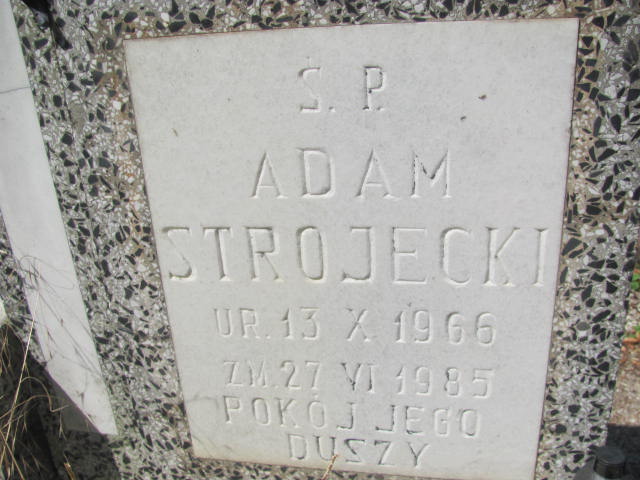 Ś. P.
ADAM
STROJECKI
UR. 13 X 1966
ZM. 27 VI 1985
POKÓJ JEGO
DUSZY